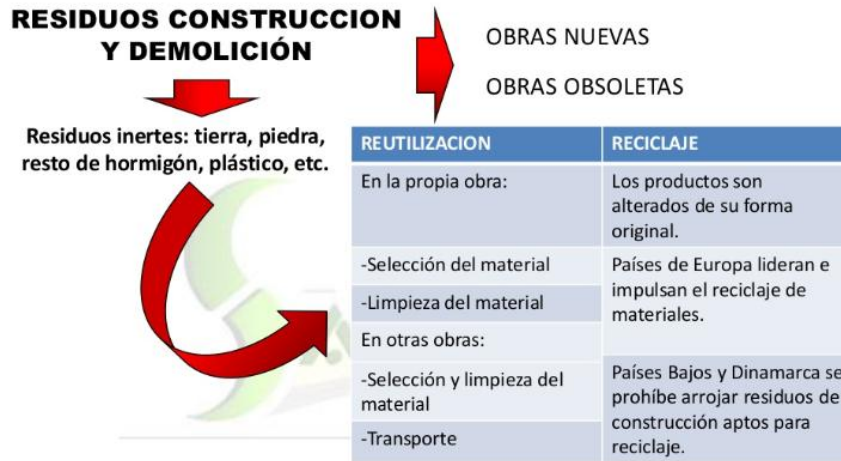 RESIDUOS CONSTRUCCION
Y DEMOLICIÓN
OBRAS NUEVAS
OBRAS OBSOLETAS
Residuos inertes: tierra, piedra,
resto de hormigón, plástico, etc.
REUTILIZACION
RECICLAJE
En la propia obra:
Los productos son
alterados de su forma
original.
-Selección del material
-Limpieza del material
Países de Europa lideran e
impulsan el reciclaje de
materiales.
En otras obras:
-Selección y limpieza del
material
-Transporte
Países Bajos y Dinamarca se
prohíbe arrojar residuos de
construcción aptos para
reciclaje.